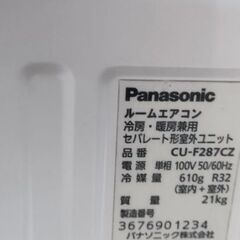 Panasonic
ルームエアコン
冷房・暖房兼用
セパレート形室外ユニット
品番 CU-F287CZ
電源 単相 100V 50/60Hz
冷媒量 610g R32
(室内+室外)
質量 21kg
製造番号
3676901234
パナソニック株式会社